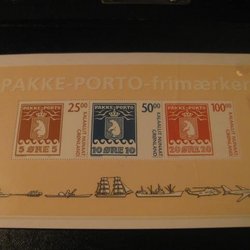 PAKKE-PORTO-frimærker
25.00
KALAALLIT NUNAAT
GRØNLAND
PAKKE-PORTO
5 ØRE 5
50.00
KALAALLIT NUNAAT
GRØNLAND
PAKKE-PORTO
10 ØRE 10
100.00
KALAALLIT NUNAAT
GRØNLAND
PAKKE-PORTO
20 ØRE 20